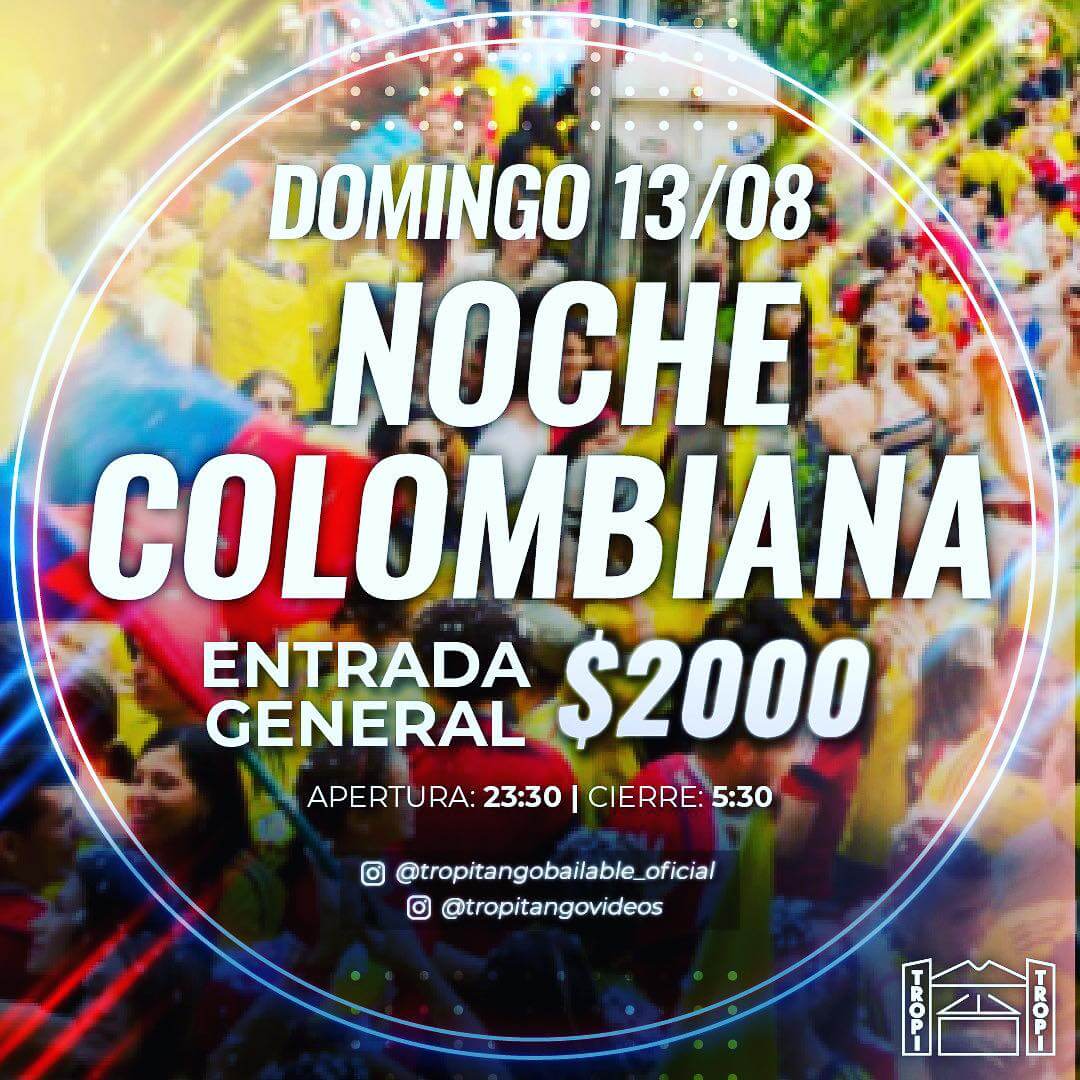 DOMINGO 13/08
NOCHE
COLOMBIANA
ENTRADA
GENERAL
$2000
APERTURA: 23:30 | CIERRE: 5:30
@tropitangobailable_oficial
@tropitangovideos
TROPI
TROPI